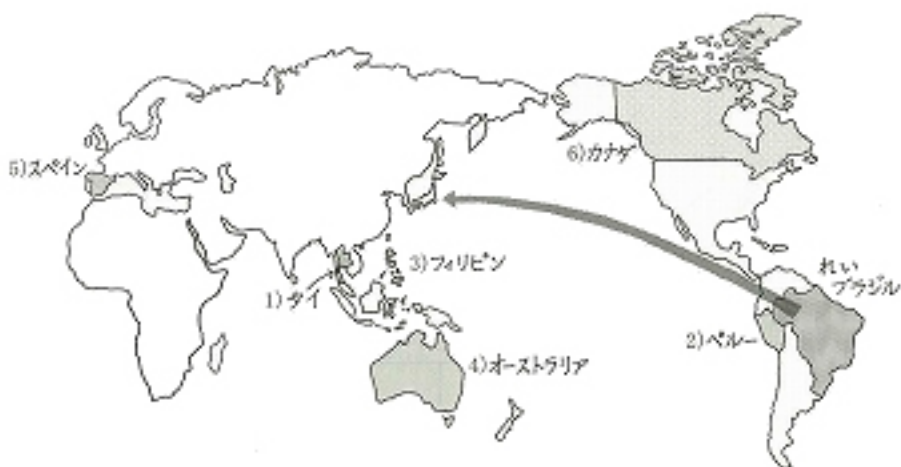 5)スペイン
6)カナダ
3)フィリピン
1)タイ
れい
ブラジル
2)ペルー
4)オーストラリア